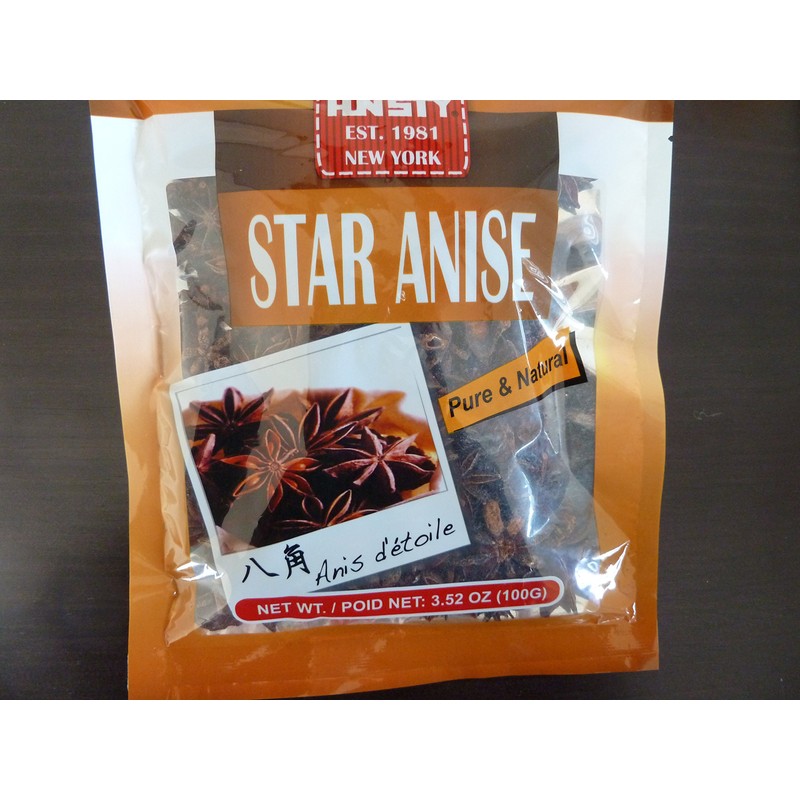 EST. 1981
NEW YORK
STAR ANISE
Pure & Natural
八角 Anis d'étoile
NET WT. / POID NET: 3.52 OZ (100G)